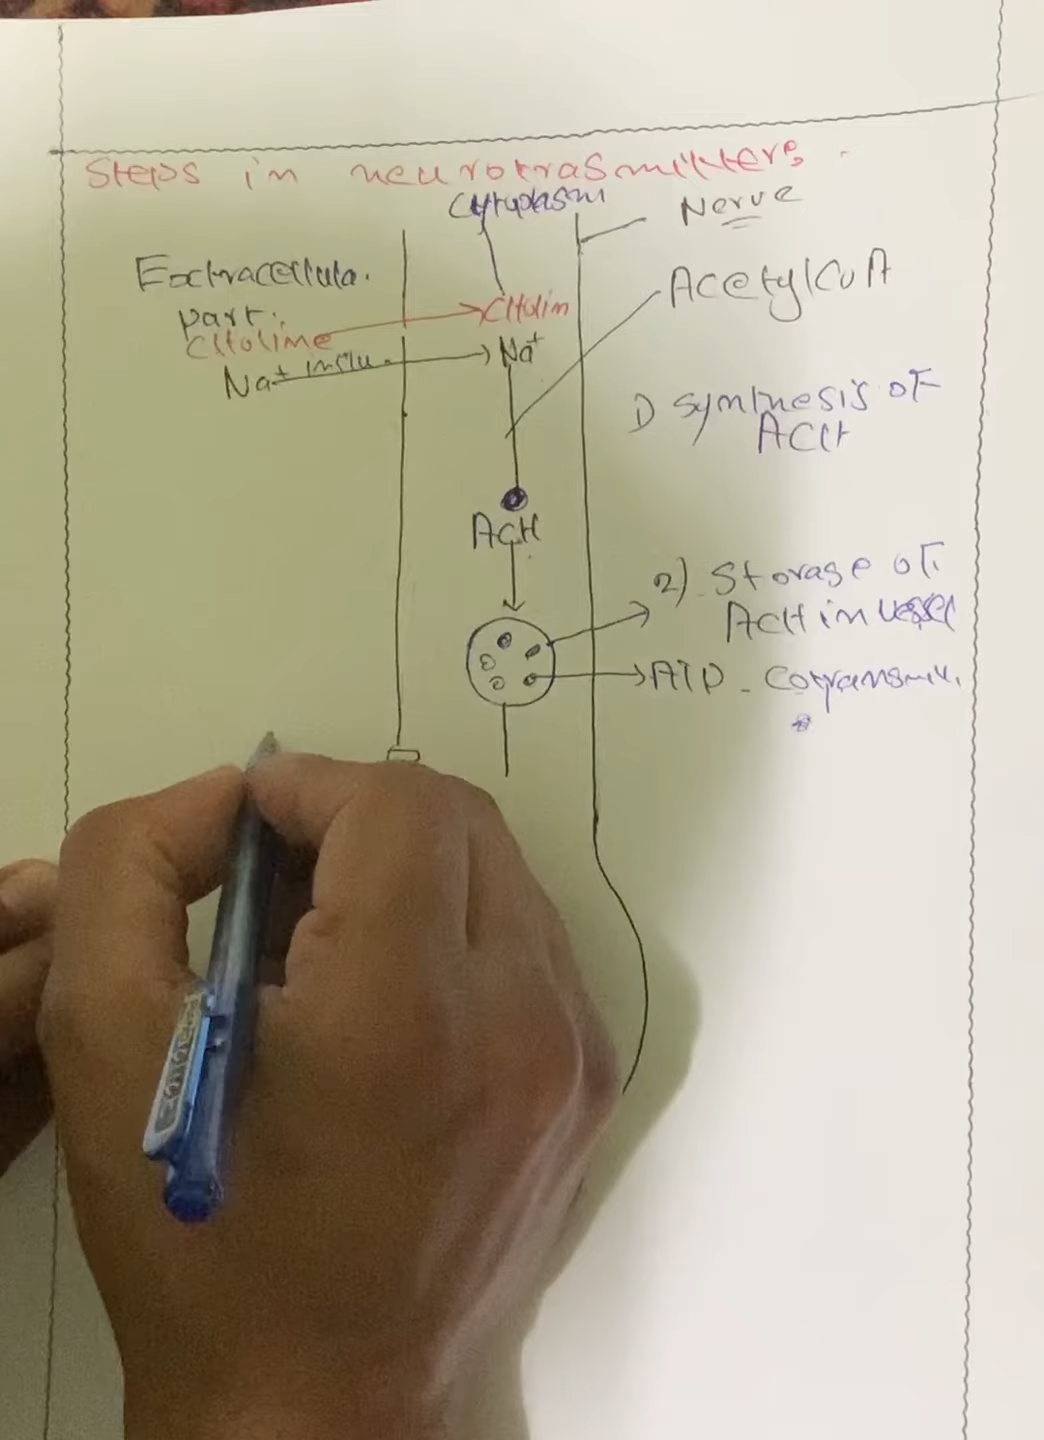 Steps in neurotrasmitters.
Cytoplasm
Nerve
Extracellula.
part.
Choline
Cholin
AcetylCoA
Na+ influ.
Na+
1) synthesis of
ACH
ACH
2). Storage of
ACH in vessel
ATP - Cotransmit.